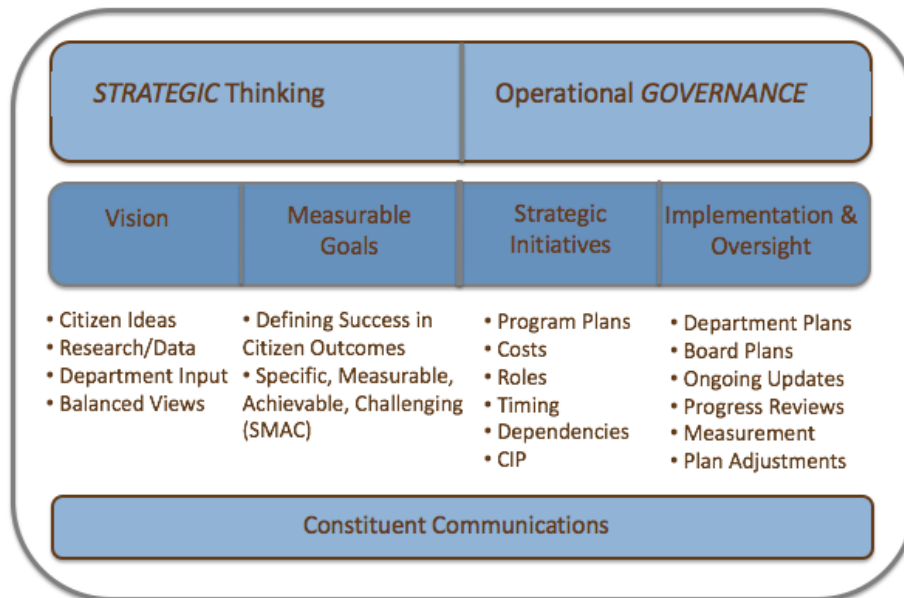 STRATEGIC Thinking
Operational GOVERNANCE
Vision
Measurable
Goals
Strategic
Initiatives
Implementation &
Oversight
• Citizen Ideas
• Research/Data
• Department Input
• Balanced Views
• Defining Success in
Citizen Outcomes
• Specific, Measurable,
Achievable, Challenging
(SMAC)
• Program Plans
• Costs
• Roles
• Timing
• Dependencies
• CIP
• Department Plans
• Board Plans
• Ongoing Updates
• Progress Reviews
• Measurement
• Plan Adjustments
Constituent Communications